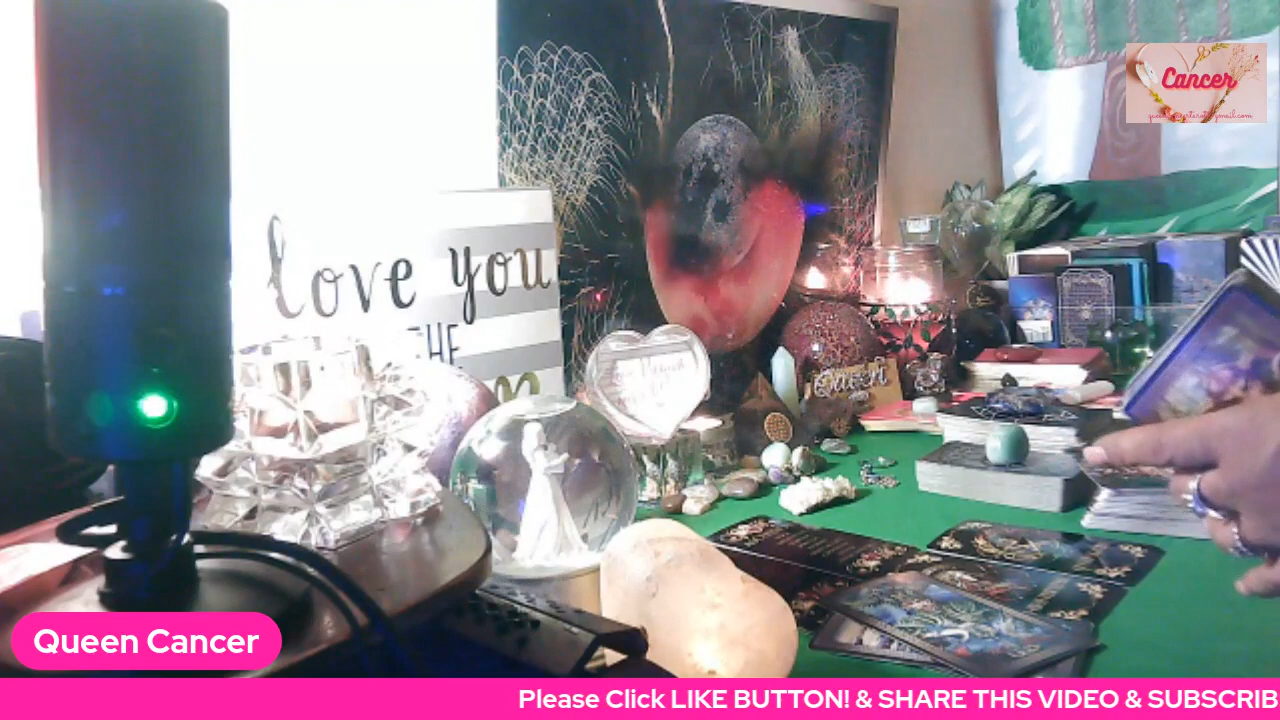 Cancer
love you
THE
Queen
Queen Cancer
Please Click LIKE BUTTON! & SHARE THIS VIDEO & SUBSCRIB